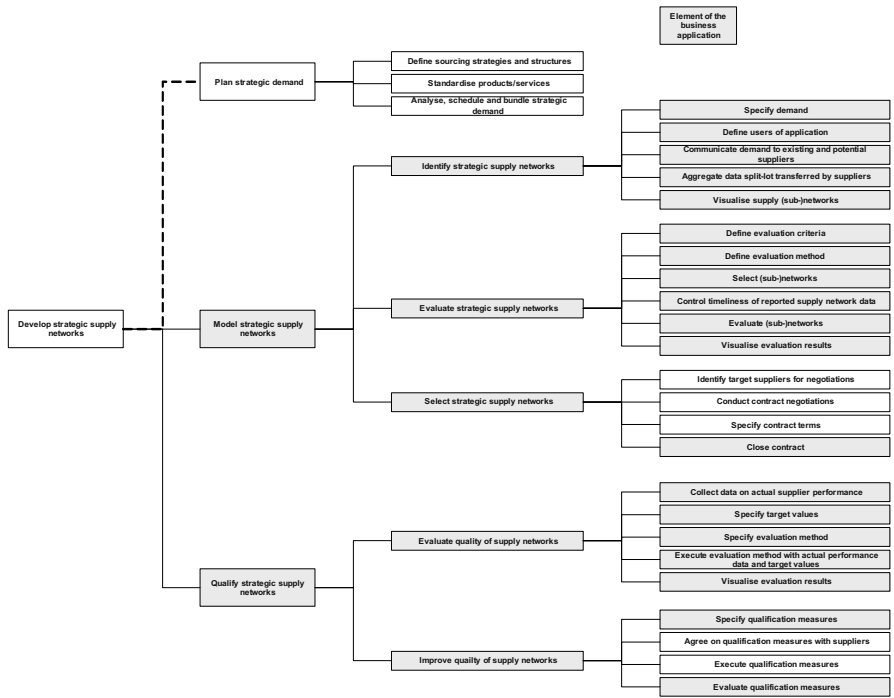 Element of the
business
application
Plan strategic demand
Define sourcing strategies and structures
Standardise products/services
Analyse, schedule and bundle strategic
demand
Develop strategic supply
networks
Model strategic supply
networks
Identify strategic supply networks
Specify demand
Define users of application
Communicate demand to existing and potential
suppliers
Aggregate data split-lot transferred by suppliers
Visualise supply (sub-)networks
Evaluate strategic supply networks
Define evaluation criteria
Define evaluation method
Select (sub-)networks
Control timeliness of reported supply network data
Evaluate (sub-)networks
Visualise evaluation results
Select strategic supply networks
Identify target suppliers for negotiations
Conduct contract negotiations
Specify contract terms
Close contract
Qualify strategic supply
networks
Evaluate quality of supply networks
Collect data on actual supplier performance
Specify target values
Specify evaluation method
Execute evaluation method with actual performance
data and target values
Visualise evaluation results
Improve quailty of supply networks
Specify qualification measures
Agree on qualification measures with suppliers
Execute qualification measures
Evaluate qualification measures